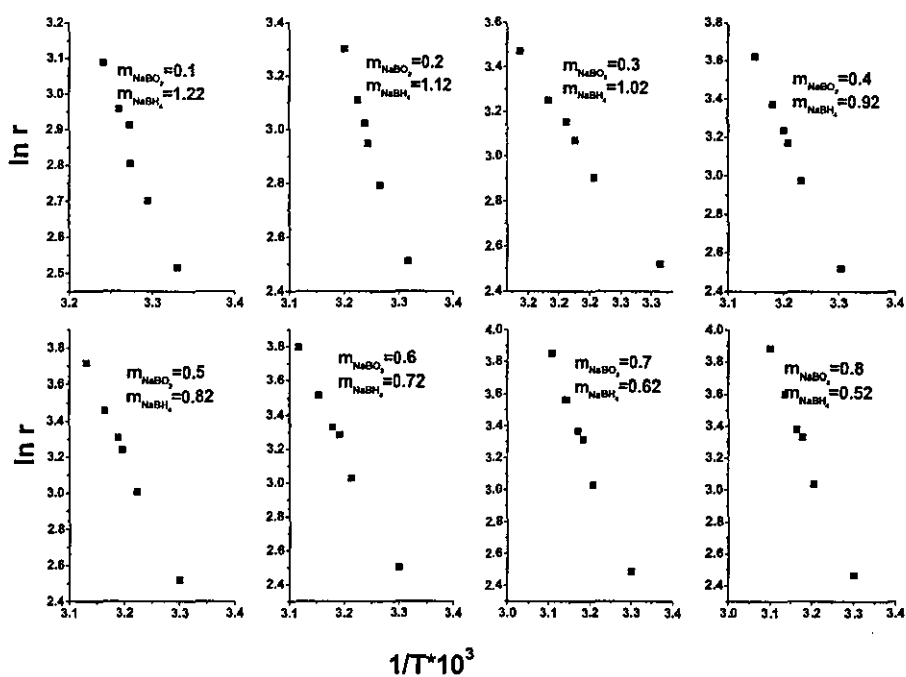 ln r
3.2
3.1
3.0
2.9
2.8
2.7
2.6
2.5
m_NaBO₂=0.1
m_NaBH₄=1.22
3.2 3.3 3.4
3.4
3.2
3.0
2.8
2.6
2.4
m_NaBO₂=0.2
m_NaBH₄=1.12
3.1 3.2 3.3 3.4
3.6
3.4
3.2
3.0
2.8
2.6
2.4
m_NaBO₂=0.3
m_NaBH₄=1.02
3.2 3.2 3.2 3.3
3.8
3.6
3.4
3.2
3.0
2.8
2.6
2.4
m_NaBO₂=0.4
m_NaBH₄=0.92
3.1 3.2 3.3 3.4
ln r
3.8
3.6
3.4
3.2
3.0
2.8
2.6
2.4
m_NaBO₂=0.5
m_NaBH₄=0.82
3.1 3.2 3.3 3.4
3.8
3.6
3.4
3.2
3.0
2.8
2.6
2.4
m_NaBO₂=0.6
m_NaBH₄=0.72
3.1 3.2 3.3 3.4
4.0
3.8
3.6
3.4
3.2
3.0
2.8
2.6
2.4
m_NaBO₂=0.7
m_NaBH₄=0.62
3.0 3.1 3.2 3.3 3.4
4.0
3.8
3.6
3.4
3.2
3.0
2.8
2.6
2.4
m_NaBO₂=0.8
m_NaBH₄=0.52
3.0 3.1 3.2 3.3 3.4
1/T*10³